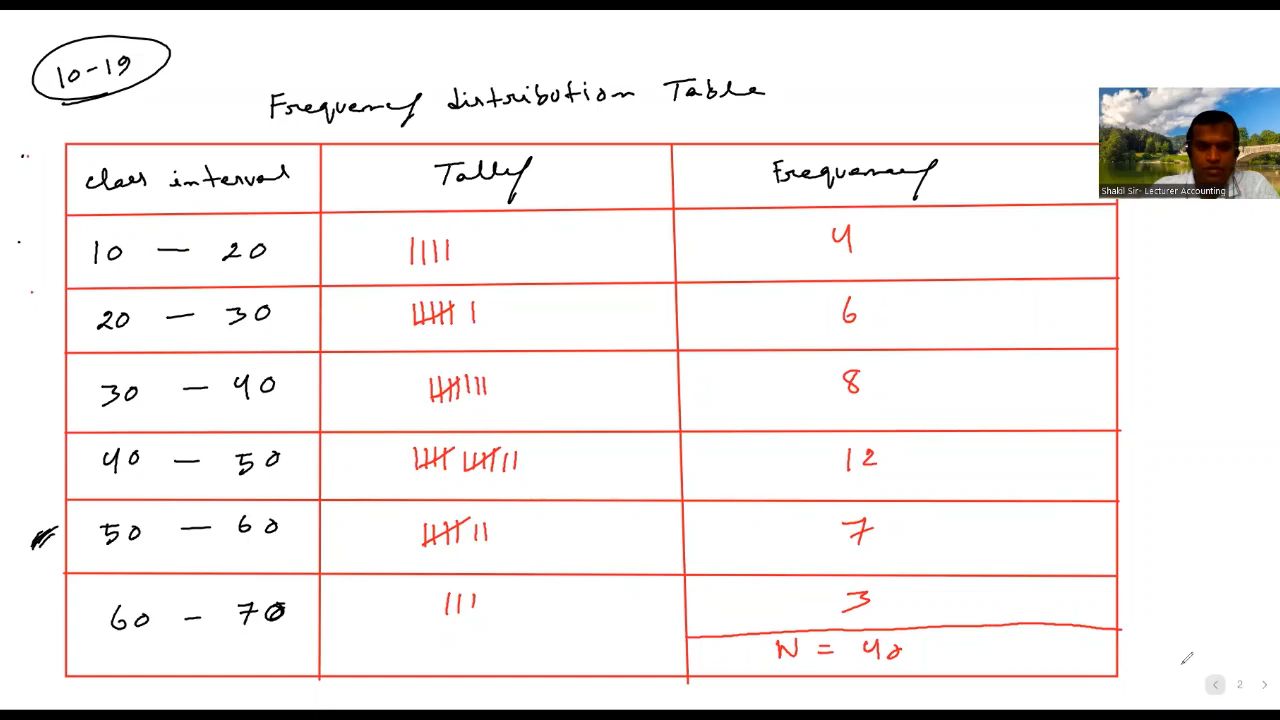 10-19
Frequency distribution Table
Class interval Tally Frequency
10 — 20 |||| 4
20 — 30 |||| | 6
30 — 40 |||| ||| 8
40 — 50 |||| |||| || 12
50 — 60 |||| || 7
60 - 70 ||| 3
N = 40
Shakil Sir- Lecturer Accounting
< 2 >